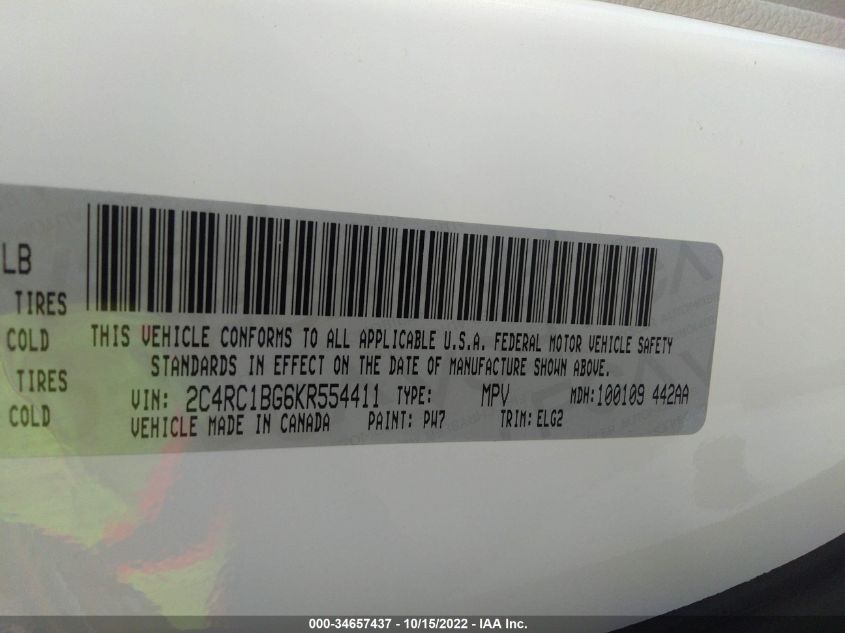 LB
TIRES
COLD
TIRES
COLD
THIS VEHICLE CONFORMS TO ALL APPLICABLE U.S.A. FEDERAL MOTOR VEHICLE SAFETY
STANDARDS IN EFFECT ON THE DATE OF MANUFACTURE SHOWN ABOVE.
VIN: 2C4RC1BG6KR554411 TYPE: MPV MDH:100109 442AA
VEHICLE MADE IN CANADA PAINT: PW7 TRIM: ELG2
000-34657437 - 10/15/2022 - IAA Inc.